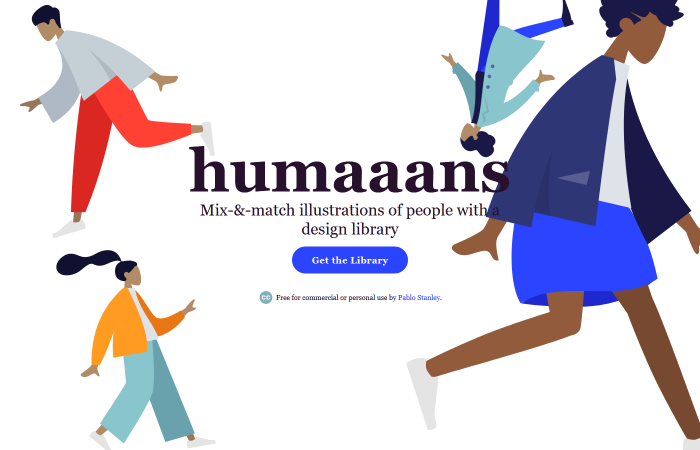 humaaans
Mix-&-match illustrations of people with a
design library
Get the Library
cc Free for commercial or personal use by Pablo Stanley.